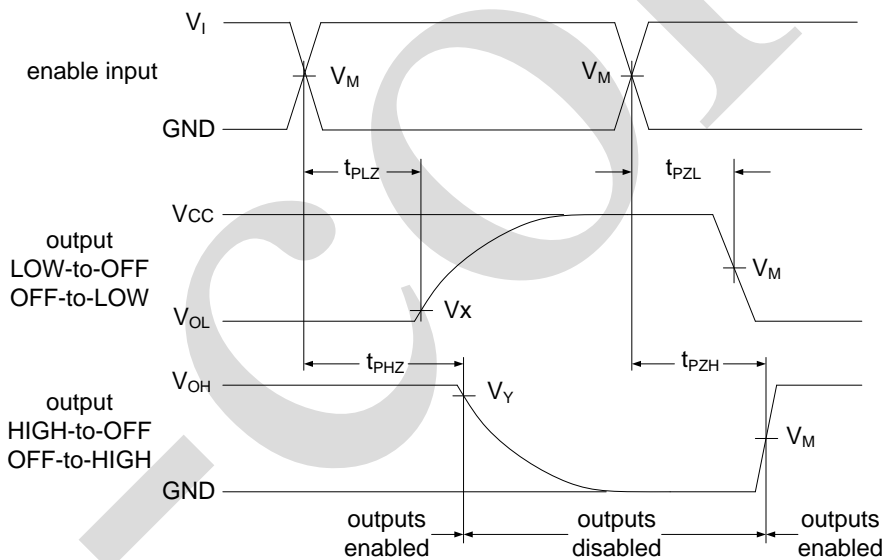 V_I
enable input
V_M
V_M
GND
t_PLZ
t_PZL
V_CC
output
LOW-to-OFF
OFF-to-LOW
V_M
Vx
V_OL
t_PHZ
t_PZH
V_OH
V_Y
output
HIGH-to-OFF
OFF-to-HIGH
V_M
GND
outputs
enabled
outputs
disabled
outputs
enabled